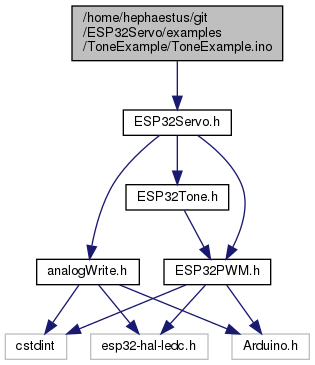 /home/hephaestus/git
/ESP32Servo/examples
/ToneExample/ToneExample.ino
ESP32Servo.h
ESP32Tone.h
analogWrite.h
ESP32PWM.h
cstdint
esp32-hal-ledc.h
Arduino.h